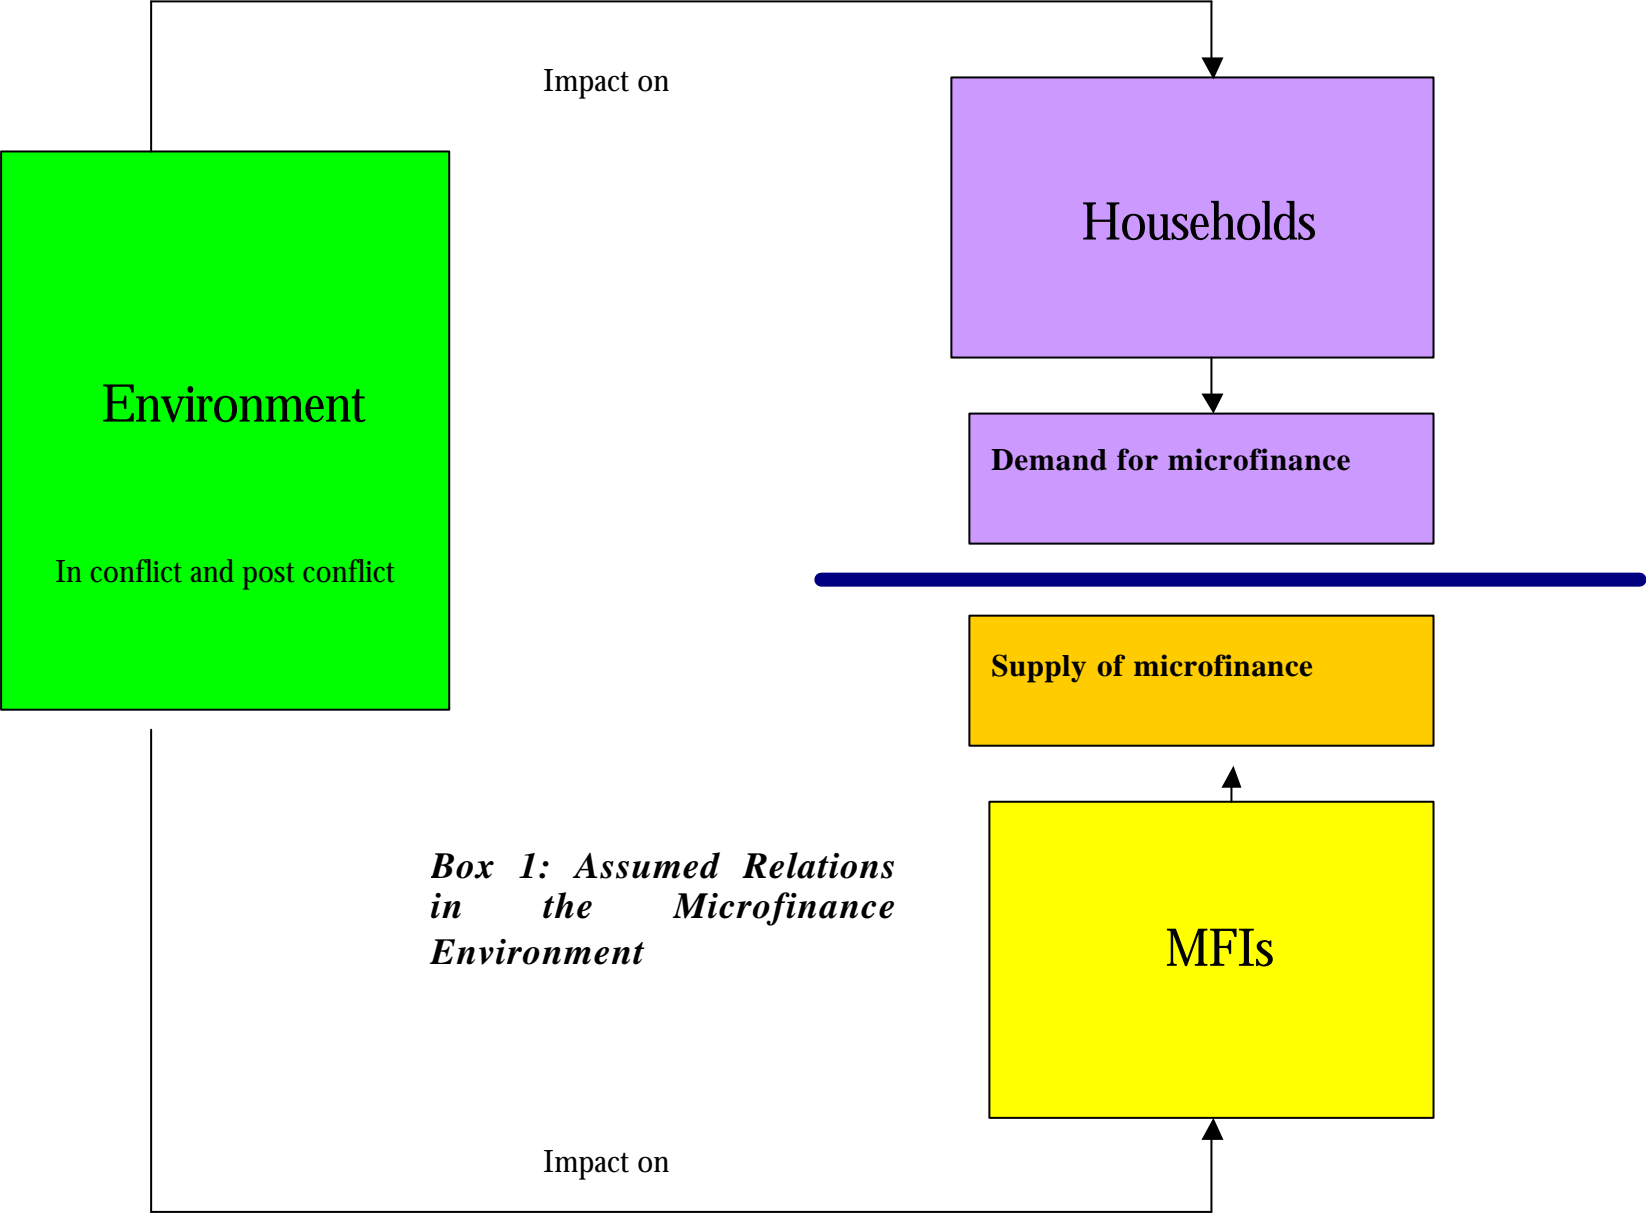 Impact on
Households
Environment
Demand for microfinance
In conflict and post conflict
Supply of microfinance
Box 1: Assumed Relations
in the Microfinance
Environment
MFIs
Impact on